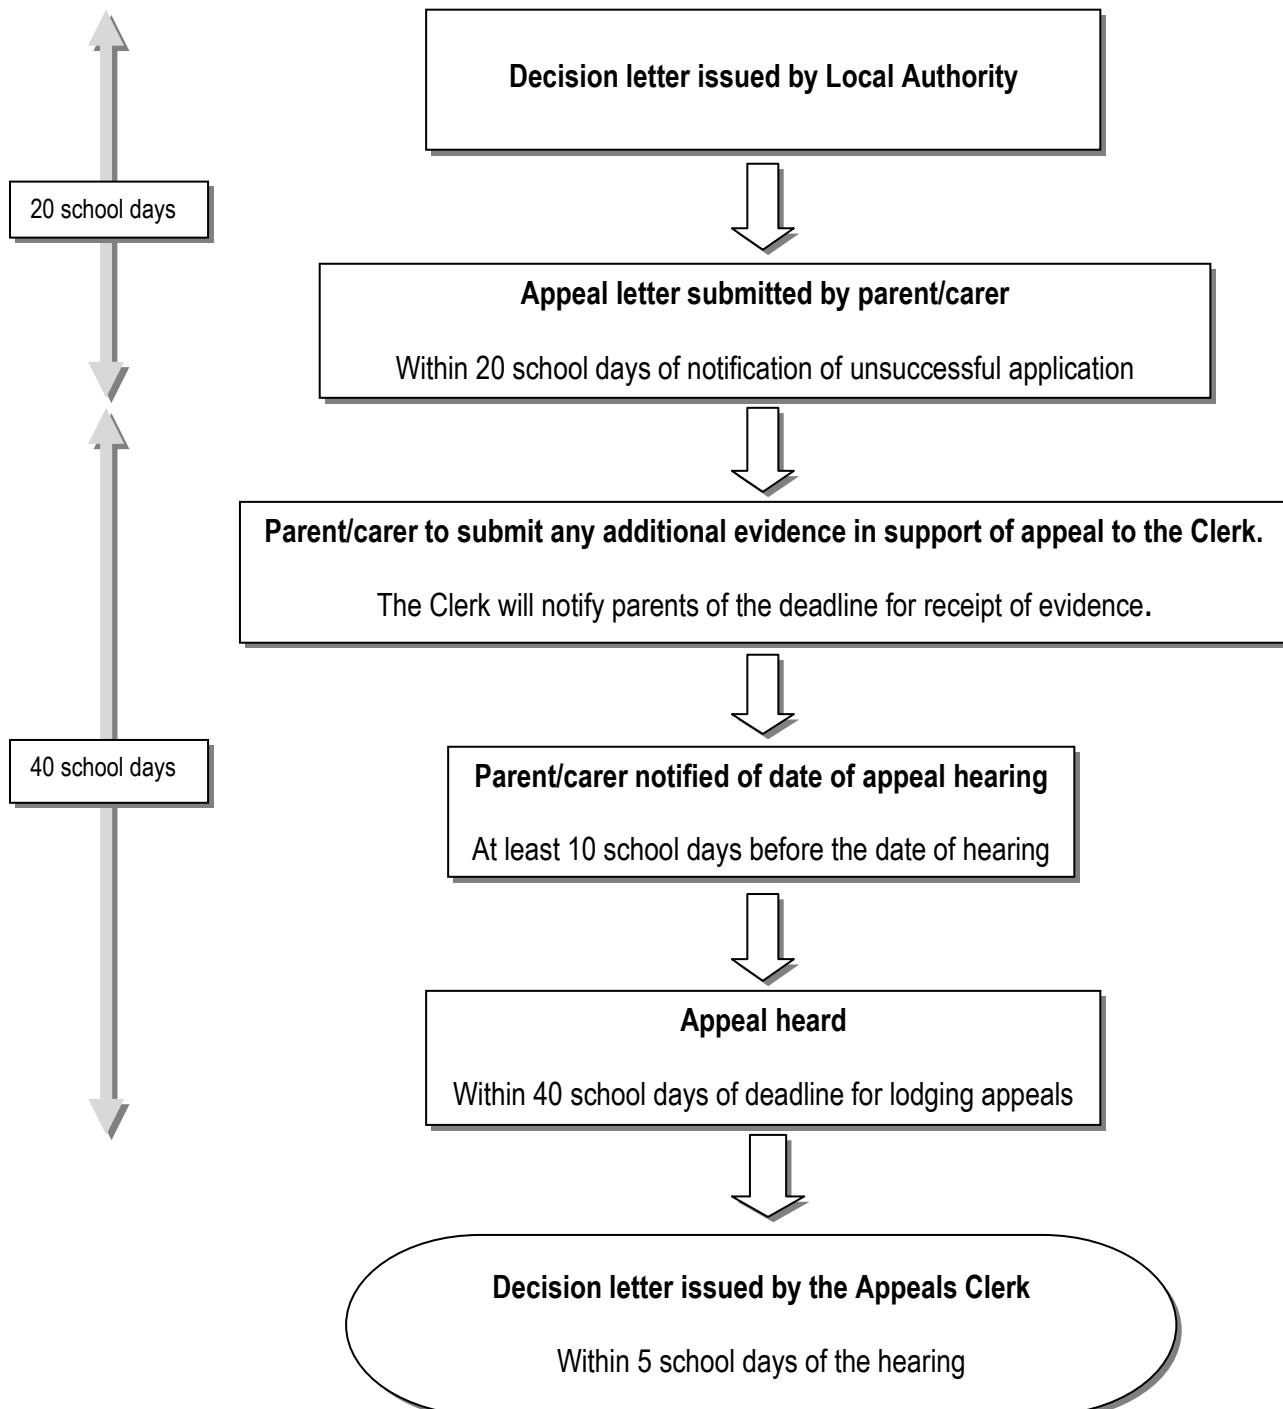 Decision letter issued by Local Authority
20 school days
Appeal letter submitted by parent/carer
Within 20 school days of notification of unsuccessful application
Parent/carer to submit any additional evidence in support of appeal to the Clerk.
The Clerk will notify parents of the deadline for receipt of evidence.
40 school days
Parent/carer notified of date of appeal hearing
At least 10 school days before the date of hearing
Appeal heard
Within 40 school days of deadline for lodging appeals
Decision letter issued by the Appeals Clerk
Within 5 school days of the hearing